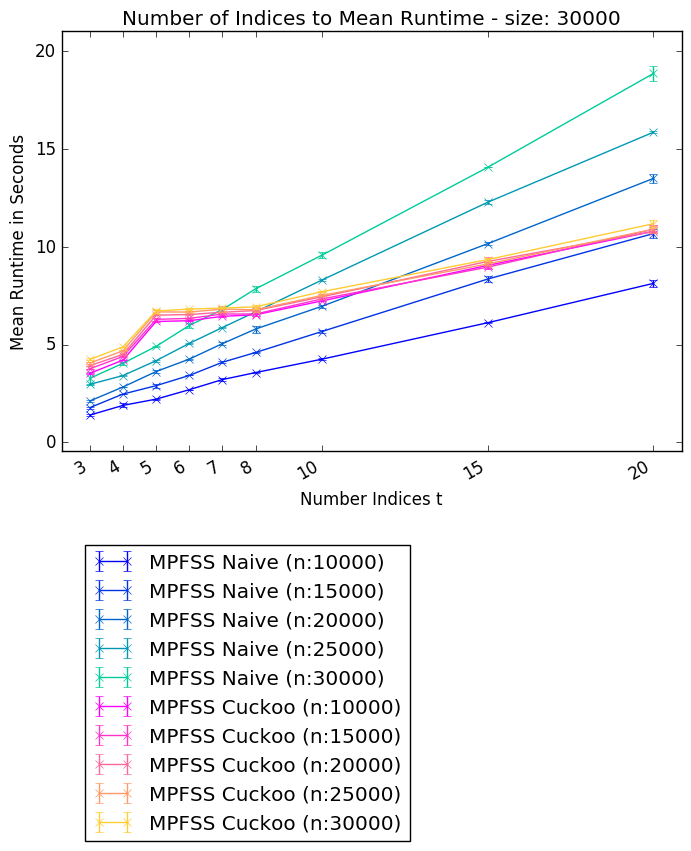 Number of Indices to Mean Runtime - size: 30000
Mean Runtime in Seconds
20
15
10
5
0
3 4 5 6 7 8 10 15 20
Number Indices t
MPFSS Naive (n:10000)
MPFSS Naive (n:15000)
MPFSS Naive (n:20000)
MPFSS Naive (n:25000)
MPFSS Naive (n:30000)
MPFSS Cuckoo (n:10000)
MPFSS Cuckoo (n:15000)
MPFSS Cuckoo (n:20000)
MPFSS Cuckoo (n:25000)
MPFSS Cuckoo (n:30000)